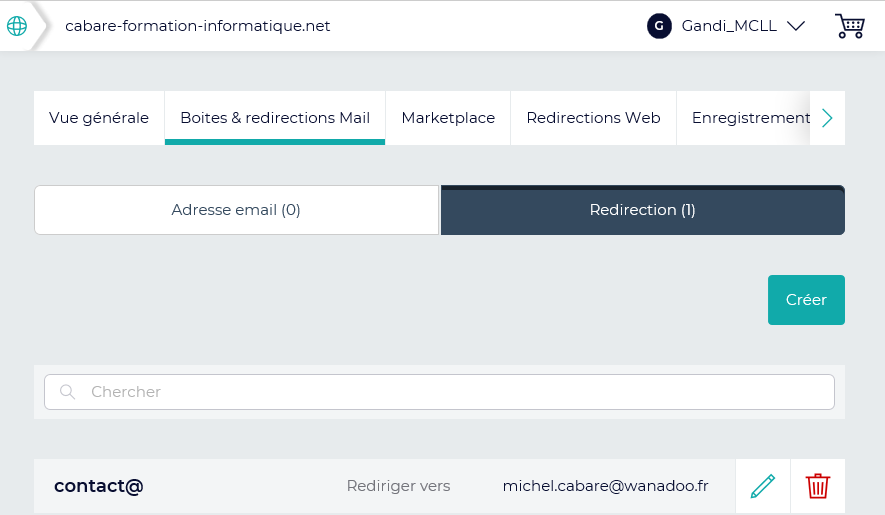 cabare-formation-informatique.net
G Gandi_MCLL
Vue générale Boites & redirections Mail Marketplace Redirections Web Enregistrement
Adresse email (0) Redirection (1)
Créer
Chercher
contact@ Rediriger vers michel.cabare@wanadoo.fr